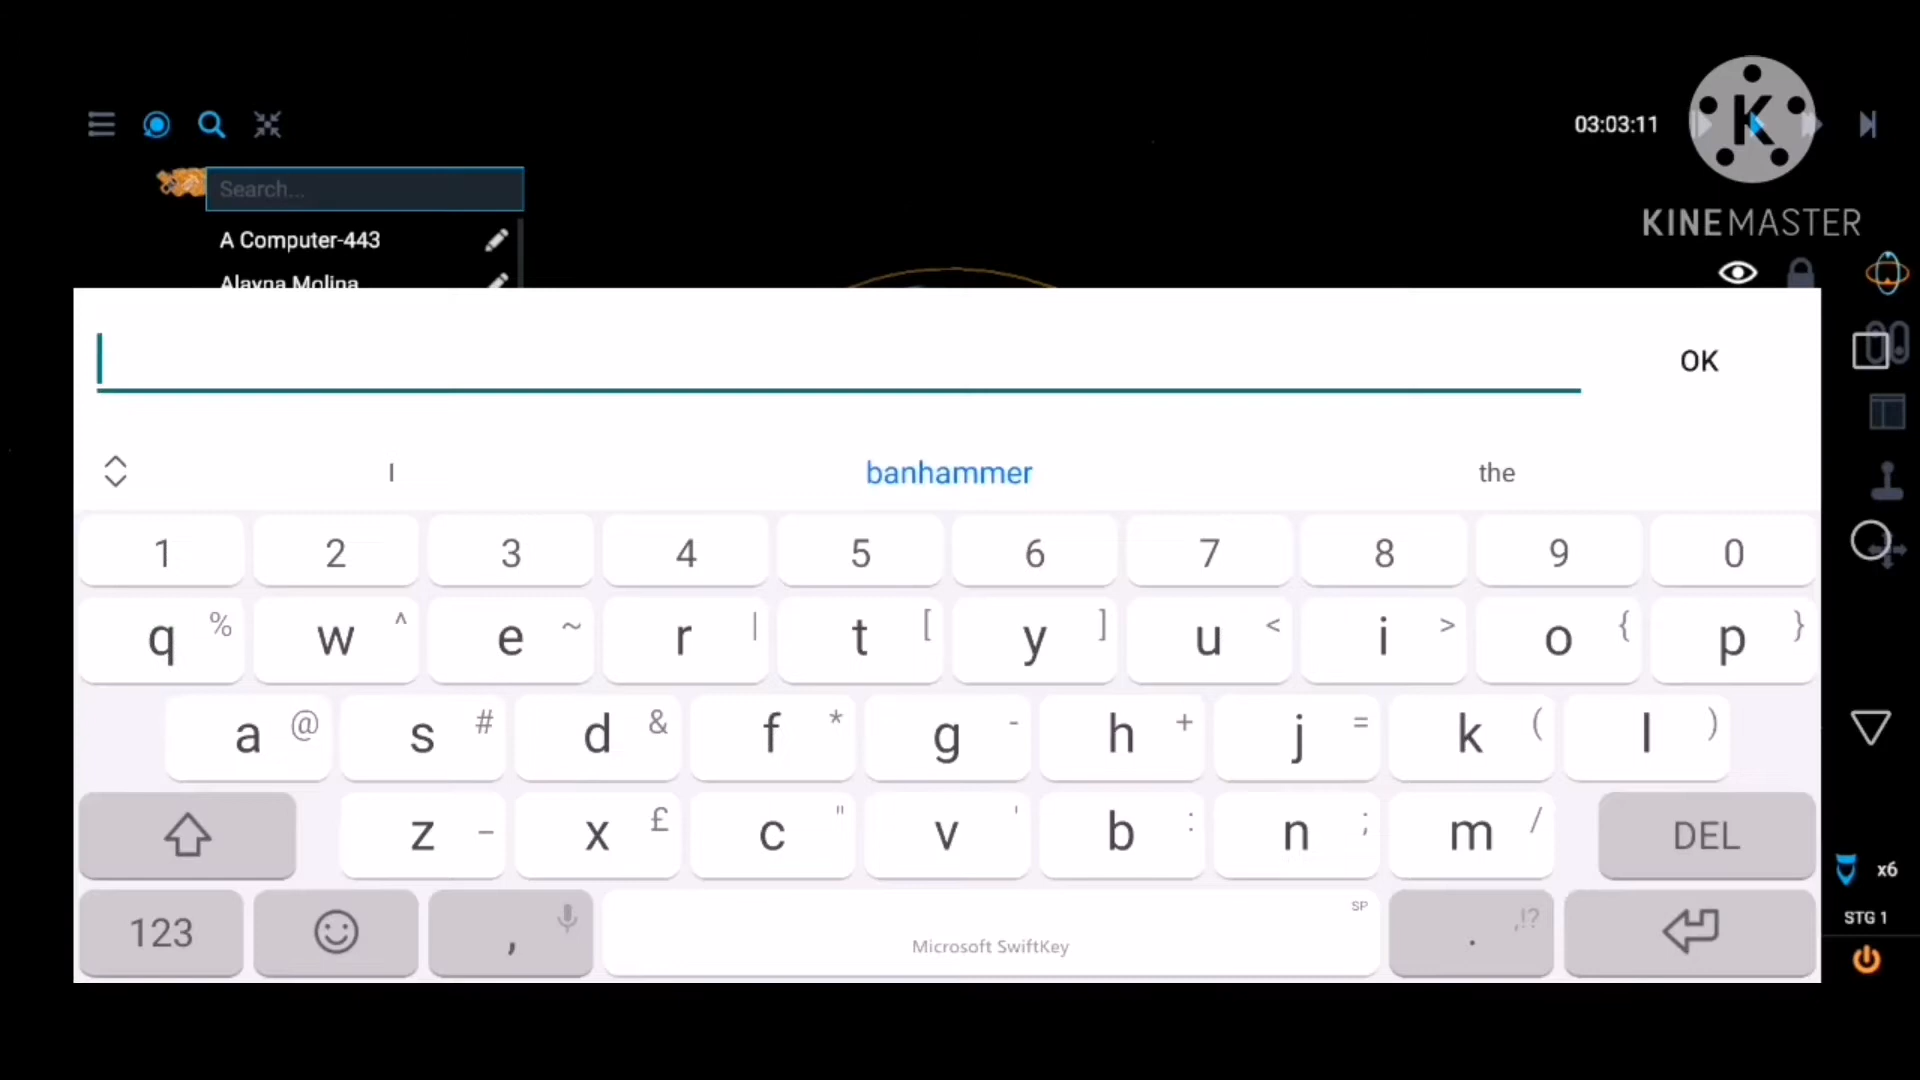 03:03:11
K
KINEMASTER
Search...
A Computer-443
Alayna Molina
OK
I banhammer the
1 2 3 4 5 6 7 8 9 0
q % w ^ e ~ r | t [ y ] u < i > o { p }
a @ s # d & f * g - h + j = k ( l )
z _ x £ c " v ' b : n ; m / DEL
x6
123 , SP Microsoft SwiftKey . ,!?
STG 1